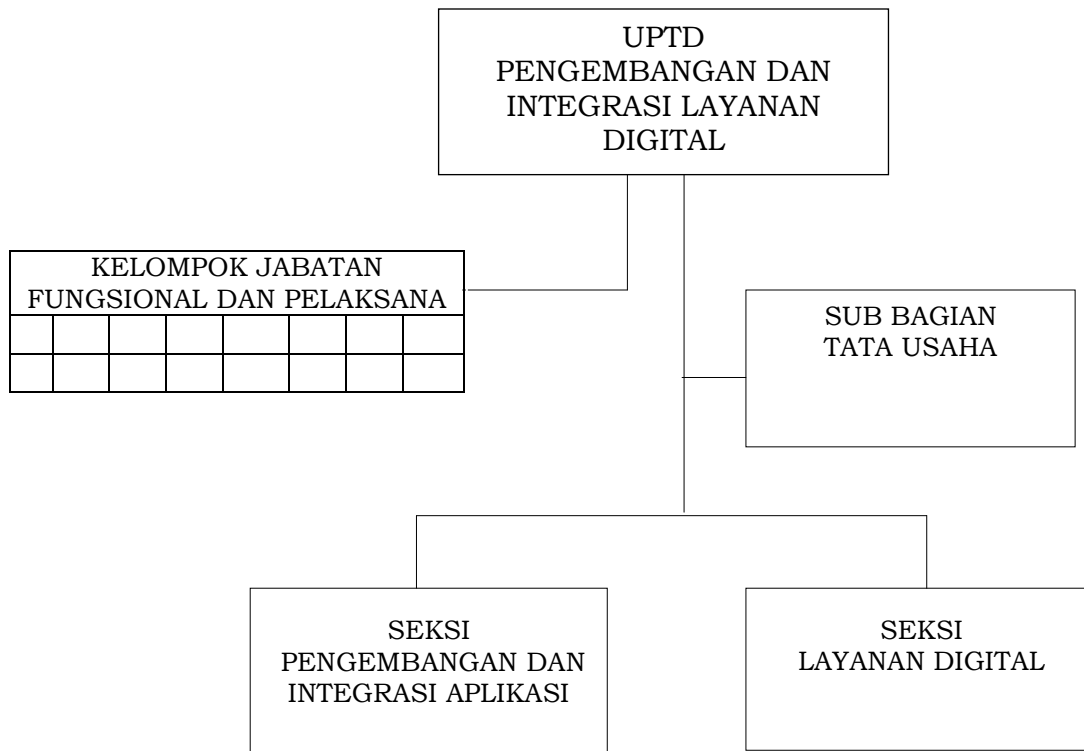 UPTD
PENGEMBANGAN DAN
INTEGRASI LAYANAN
DIGITAL
KELOMPOK JABATAN
FUNGSIONAL DAN PELAKSANA
SUB BAGIAN
TATA USAHA
SEKSI
PENGEMBANGAN DAN
INTEGRASI APLIKASI
SEKSI
LAYANAN DIGITAL